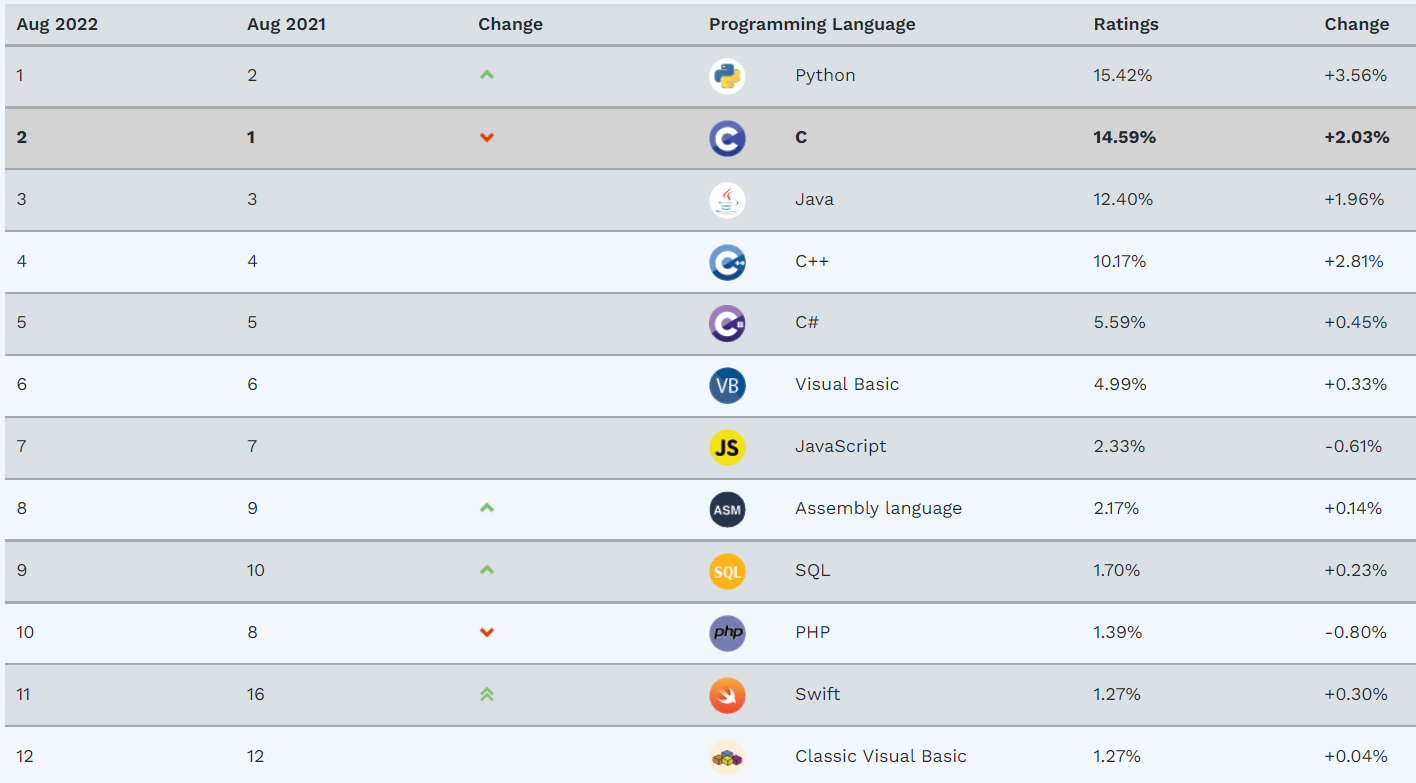 Aug 2022 Aug 2021 Change Programming Language Ratings Change
1 2 Python 15.42% +3.56%
2 1 C C 14.59% +2.03%
3 3 Java Java 12.40% +1.96%
4 4 C++ C++ 10.17% +2.81%
5 5 C# C# 5.59% +0.45%
6 6 VB Visual Basic 4.99% +0.33%
7 7 JS JavaScript 2.33% -0.61%
8 9 ASM Assembly language 2.17% +0.14%
9 10 SQL SQL 1.70% +0.23%
10 8 php PHP 1.39% -0.80%
11 16 Swift 1.27% +0.30%
12 12 Classic Visual Basic 1.27% +0.04%